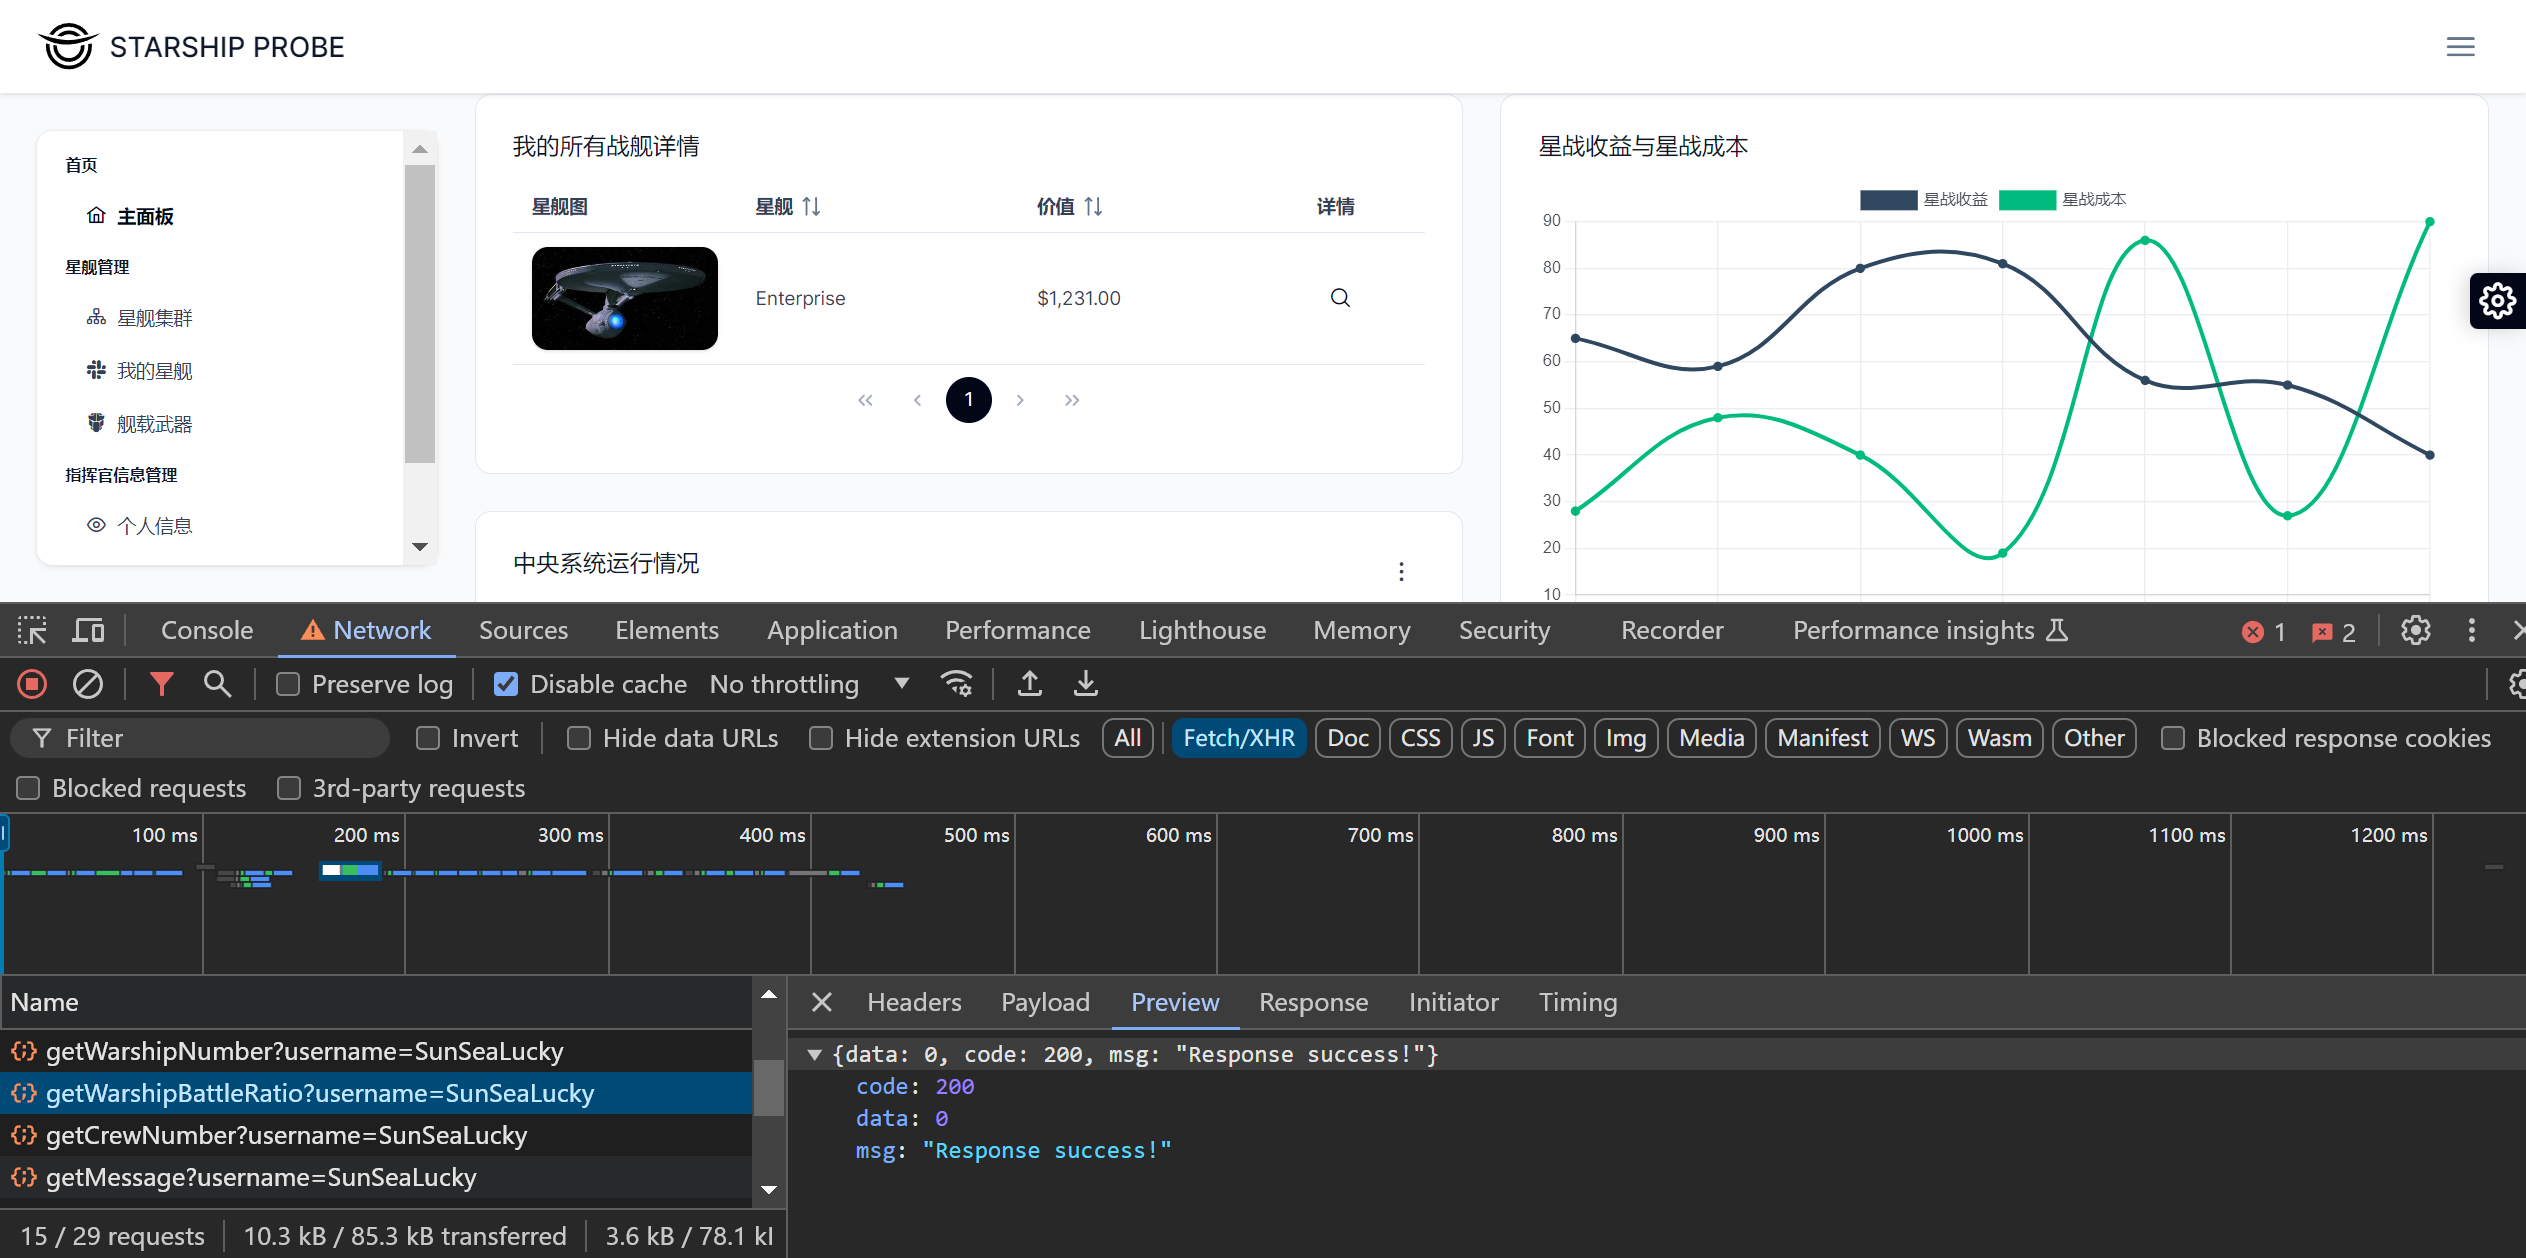 STARSHIP PROBE
首页
主面板
星舰管理
星舰集群
我的星舰
舰载武器
指挥官信息管理
个人信息
我的所有战舰详情
星舰图 星舰 价值 详情
Enterprise $1,231.00
1
中央系统运行情况
星战收益与星战成本
星战收益 星战成本
90
80
70
60
50
40
30
20
10
Console Network Sources Elements Application Performance Lighthouse Memory Security Recorder Performance insights 1 2
Preserve log Disable cache No throttling
Filter Invert Hide data URLs Hide extension URLs All Fetch/XHR Doc CSS JS Font Img Media Manifest WS Wasm Other Blocked response cookies
Blocked requests 3rd-party requests
100 ms 200 ms 300 ms 400 ms 500 ms 600 ms 700 ms 800 ms 900 ms 1000 ms 1100 ms 1200 ms
Name
getWarshipNumber?username=SunSeaLucky
getWarshipBattleRatio?username=SunSeaLucky
getCrewNumber?username=SunSeaLucky
getMessage?username=SunSeaLucky
15 / 29 requests 10.3 kB / 85.3 kB transferred 3.6 kB / 78.1 k
Headers Payload Preview Response Initiator Timing
{data: 0, code: 200, msg: "Response success!"}
code: 200
data: 0
msg: "Response success!"